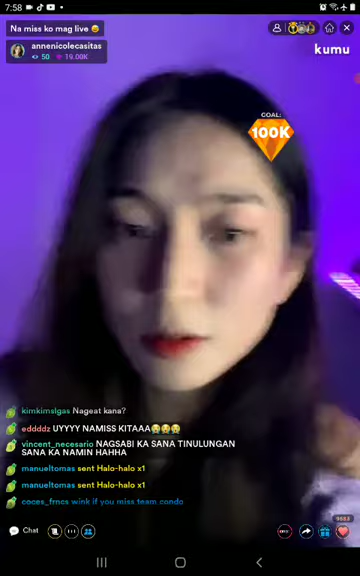 7:58
Na miss ko mag live 😄
annenicolecasitas
50 19.00K
kumu
GOAL:
100K
kimkimslgas Nageat kana?
eddddz UYYYY NAMISS KITAAA😭😭😭
vincent_necesario NAGSABI KA SANA TINULUNGAN
SANA KA NAMIN HAHHA
manueltomas sent Halo-halo x1
manueltomas sent Halo-halo x1
coces_frncs wink if you miss team condo
Chat